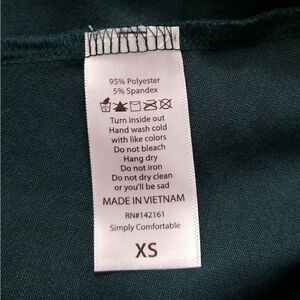 95% Polyester
5% Spandex
Turn inside out
Hand wash cold
with like colors
Do not bleach
Hang dry
Do not iron
Do not dry clean
or you'll be sad
MADE IN VIETNAM
RN#142161
Simply Comfortable
XS